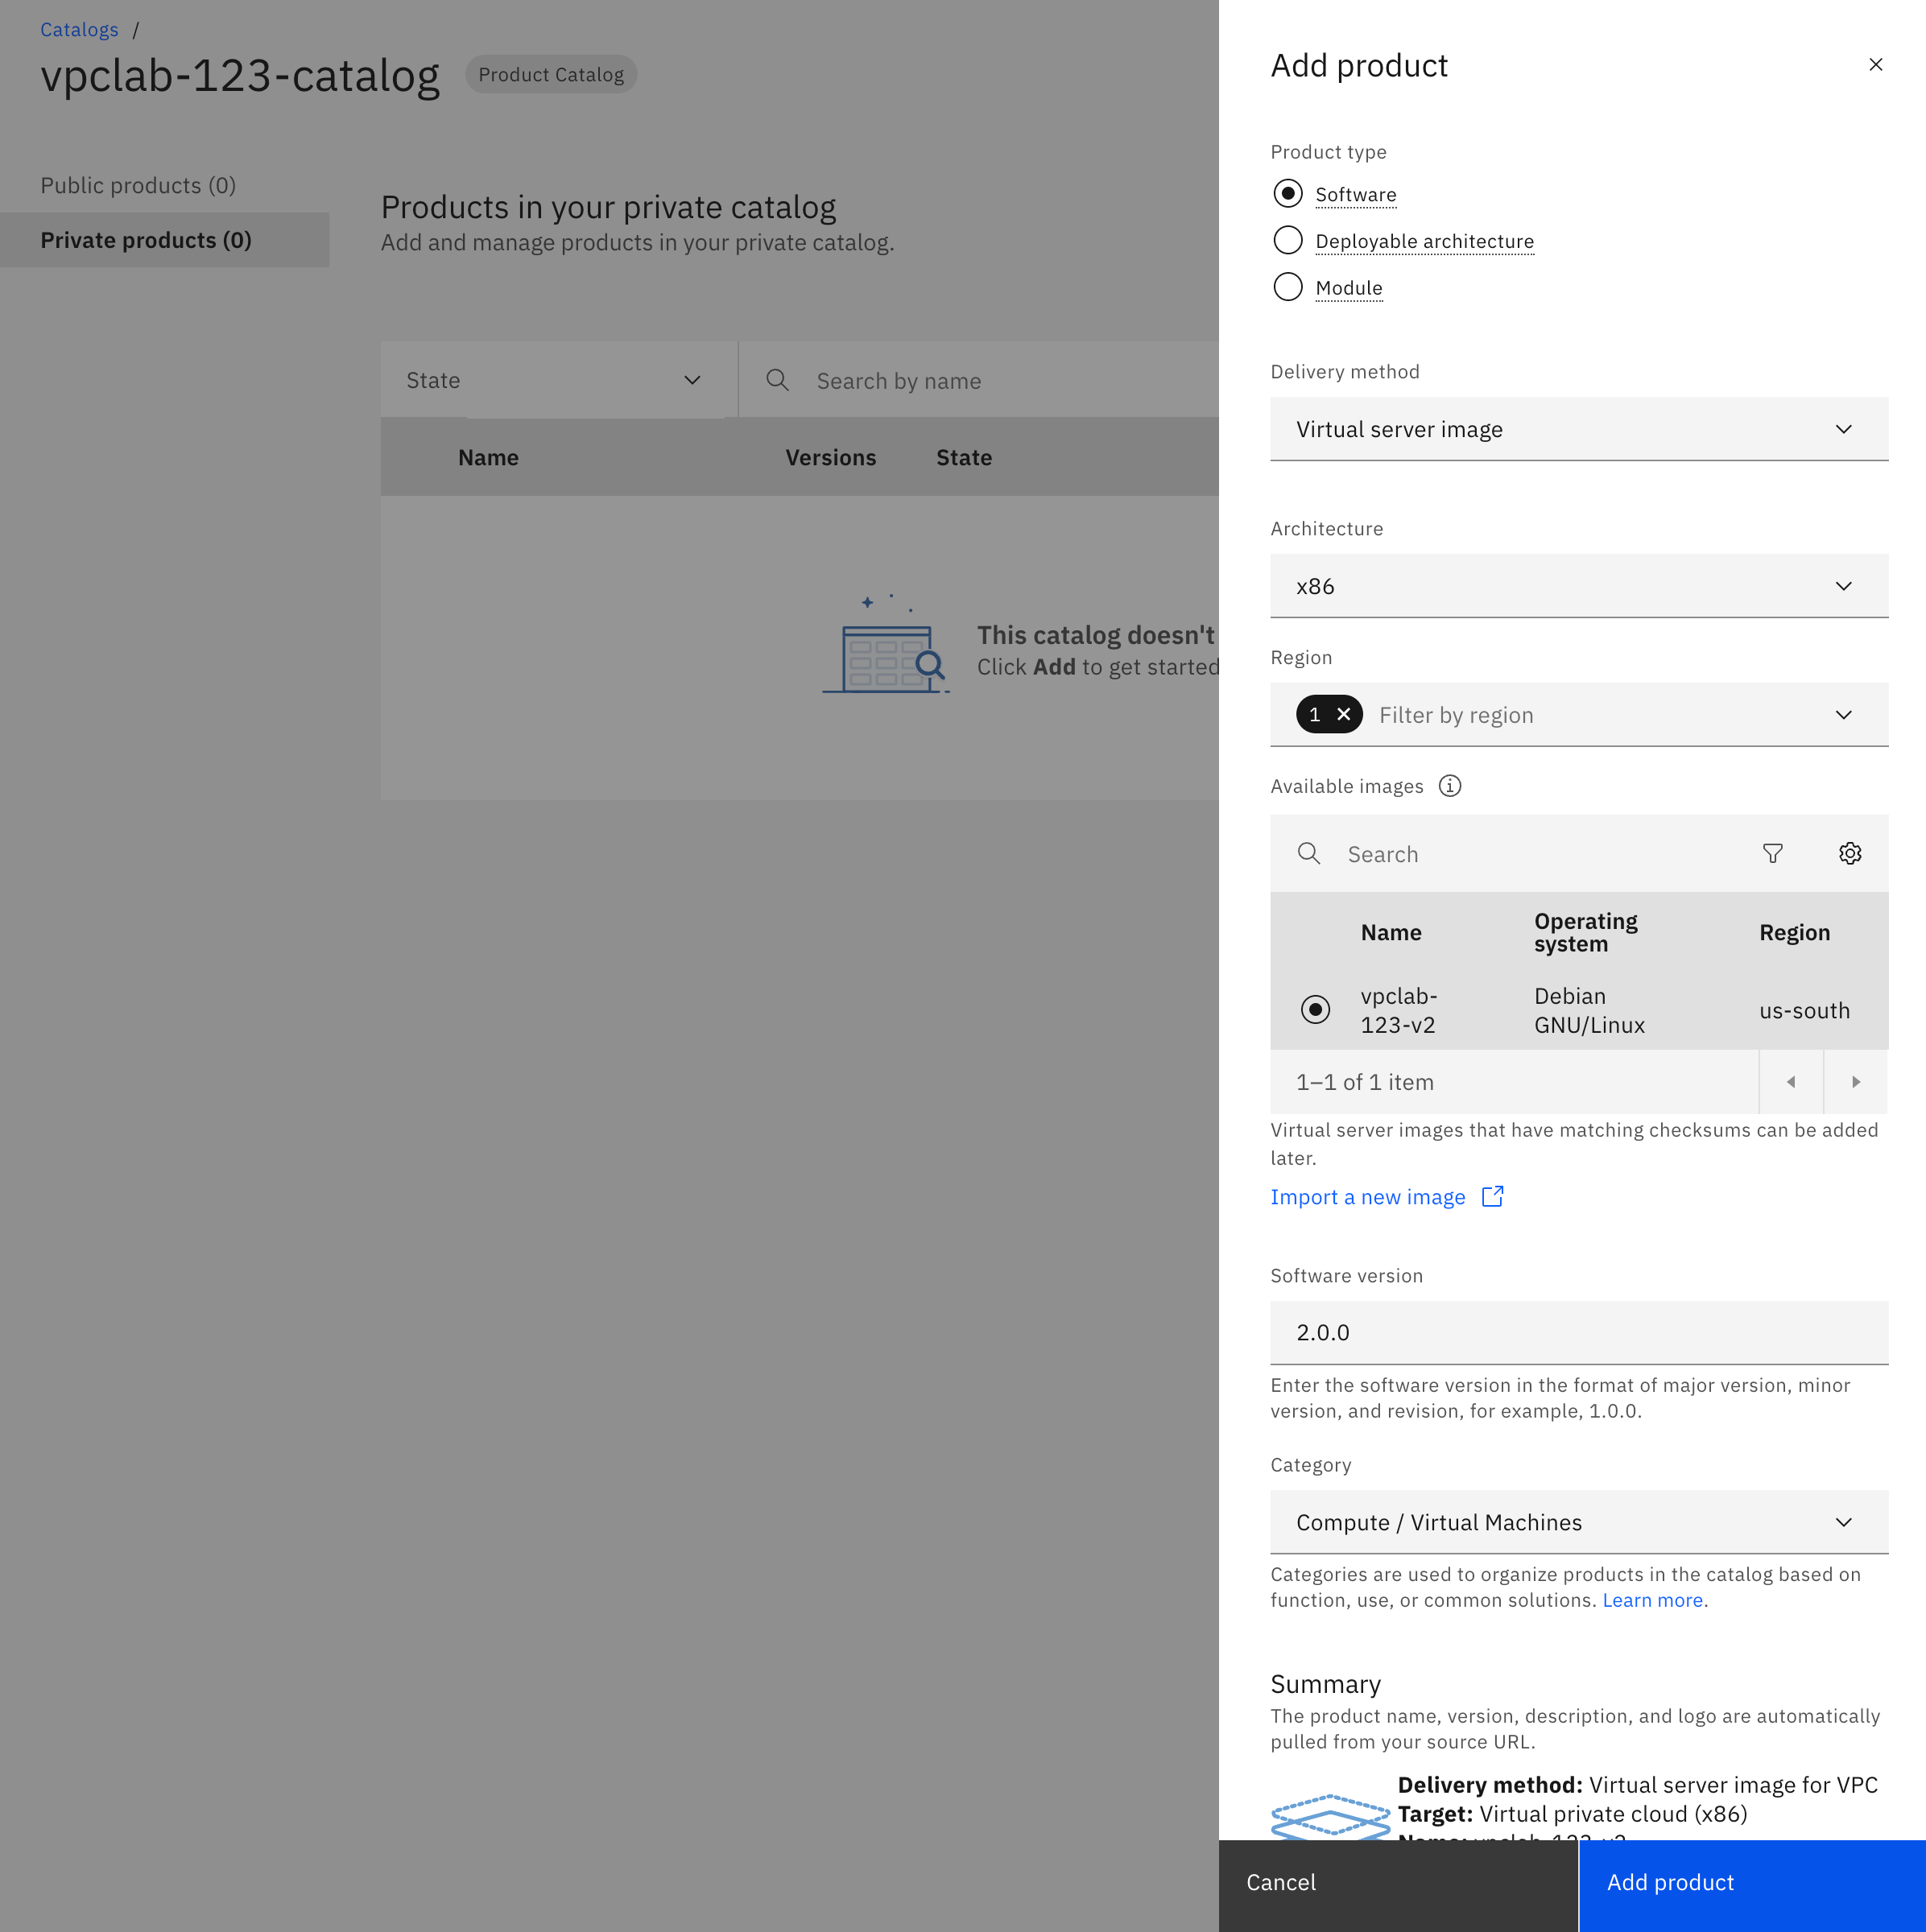 Catalogs /
vpclab-123-catalog
Product Catalog
Public products (0)
Private products (0)
Products in your private catalog
Add and manage products in your private catalog.
State
Search by name
Name Versions State
This catalog doesn't
Click Add to get started
Add product
Product type
Software
Deployable architecture
Module
Delivery method
Virtual server image
Architecture
x86
Region
1 Filter by region
Available images
Search
Name Operating system Region
vpclab-123-v2 Debian GNU/Linux us-south
1–1 of 1 item
Virtual server images that have matching checksums can be added
later.
Import a new image
Software version
2.0.0
Enter the software version in the format of major version, minor
version, and revision, for example, 1.0.0.
Category
Compute / Virtual Machines
Categories are used to organize products in the catalog based on
function, use, or common solutions. Learn more.
Summary
The product name, version, description, and logo are automatically
pulled from your source URL.
Delivery method: Virtual server image for VPC
Target: Virtual private cloud (x86)
Name: vpclab-123-v2
Cancel
Add product